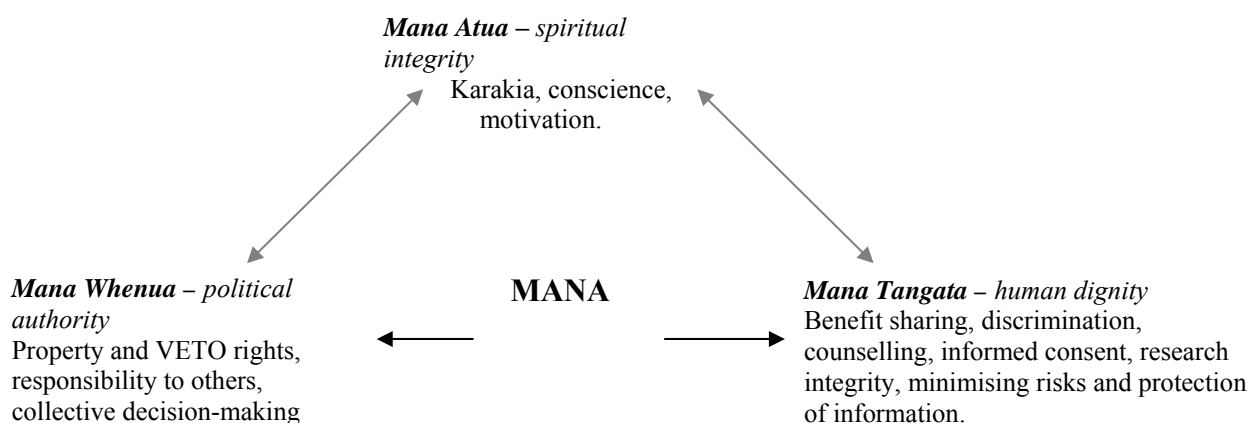 Mana Atua – spiritual
integrity
Karakia, conscience,
motivation.
Mana Whenua – political
authority
Property and VETO rights,
responsibility to others,
collective decision-making
MANA
Mana Tangata – human dignity
Benefit sharing, discrimination,
counselling, informed consent, research
integrity, minimising risks and protection
of information.